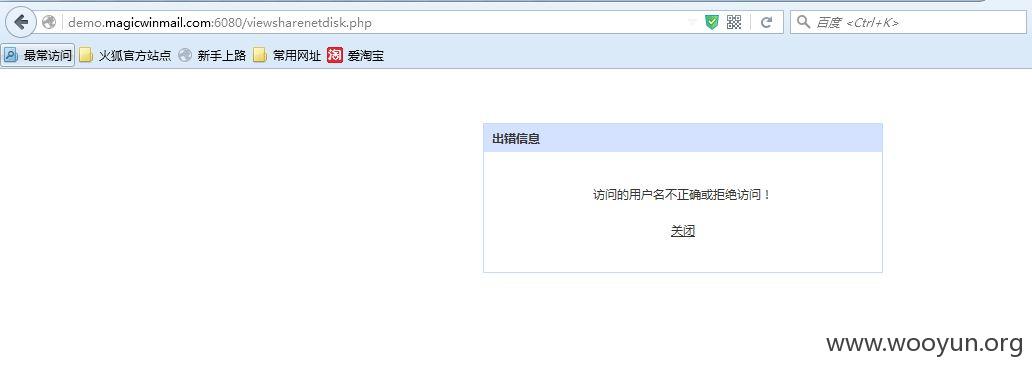 demo.magicwinmail.com:6080/viewsharenetdisk.php
百度 <Ctrl+K>
最常访问 火狐官方站点 新手上路 常用网址 淘 爱淘宝
出错信息
访问的用户名不正确或拒绝访问！
关闭
www.wooyun.org